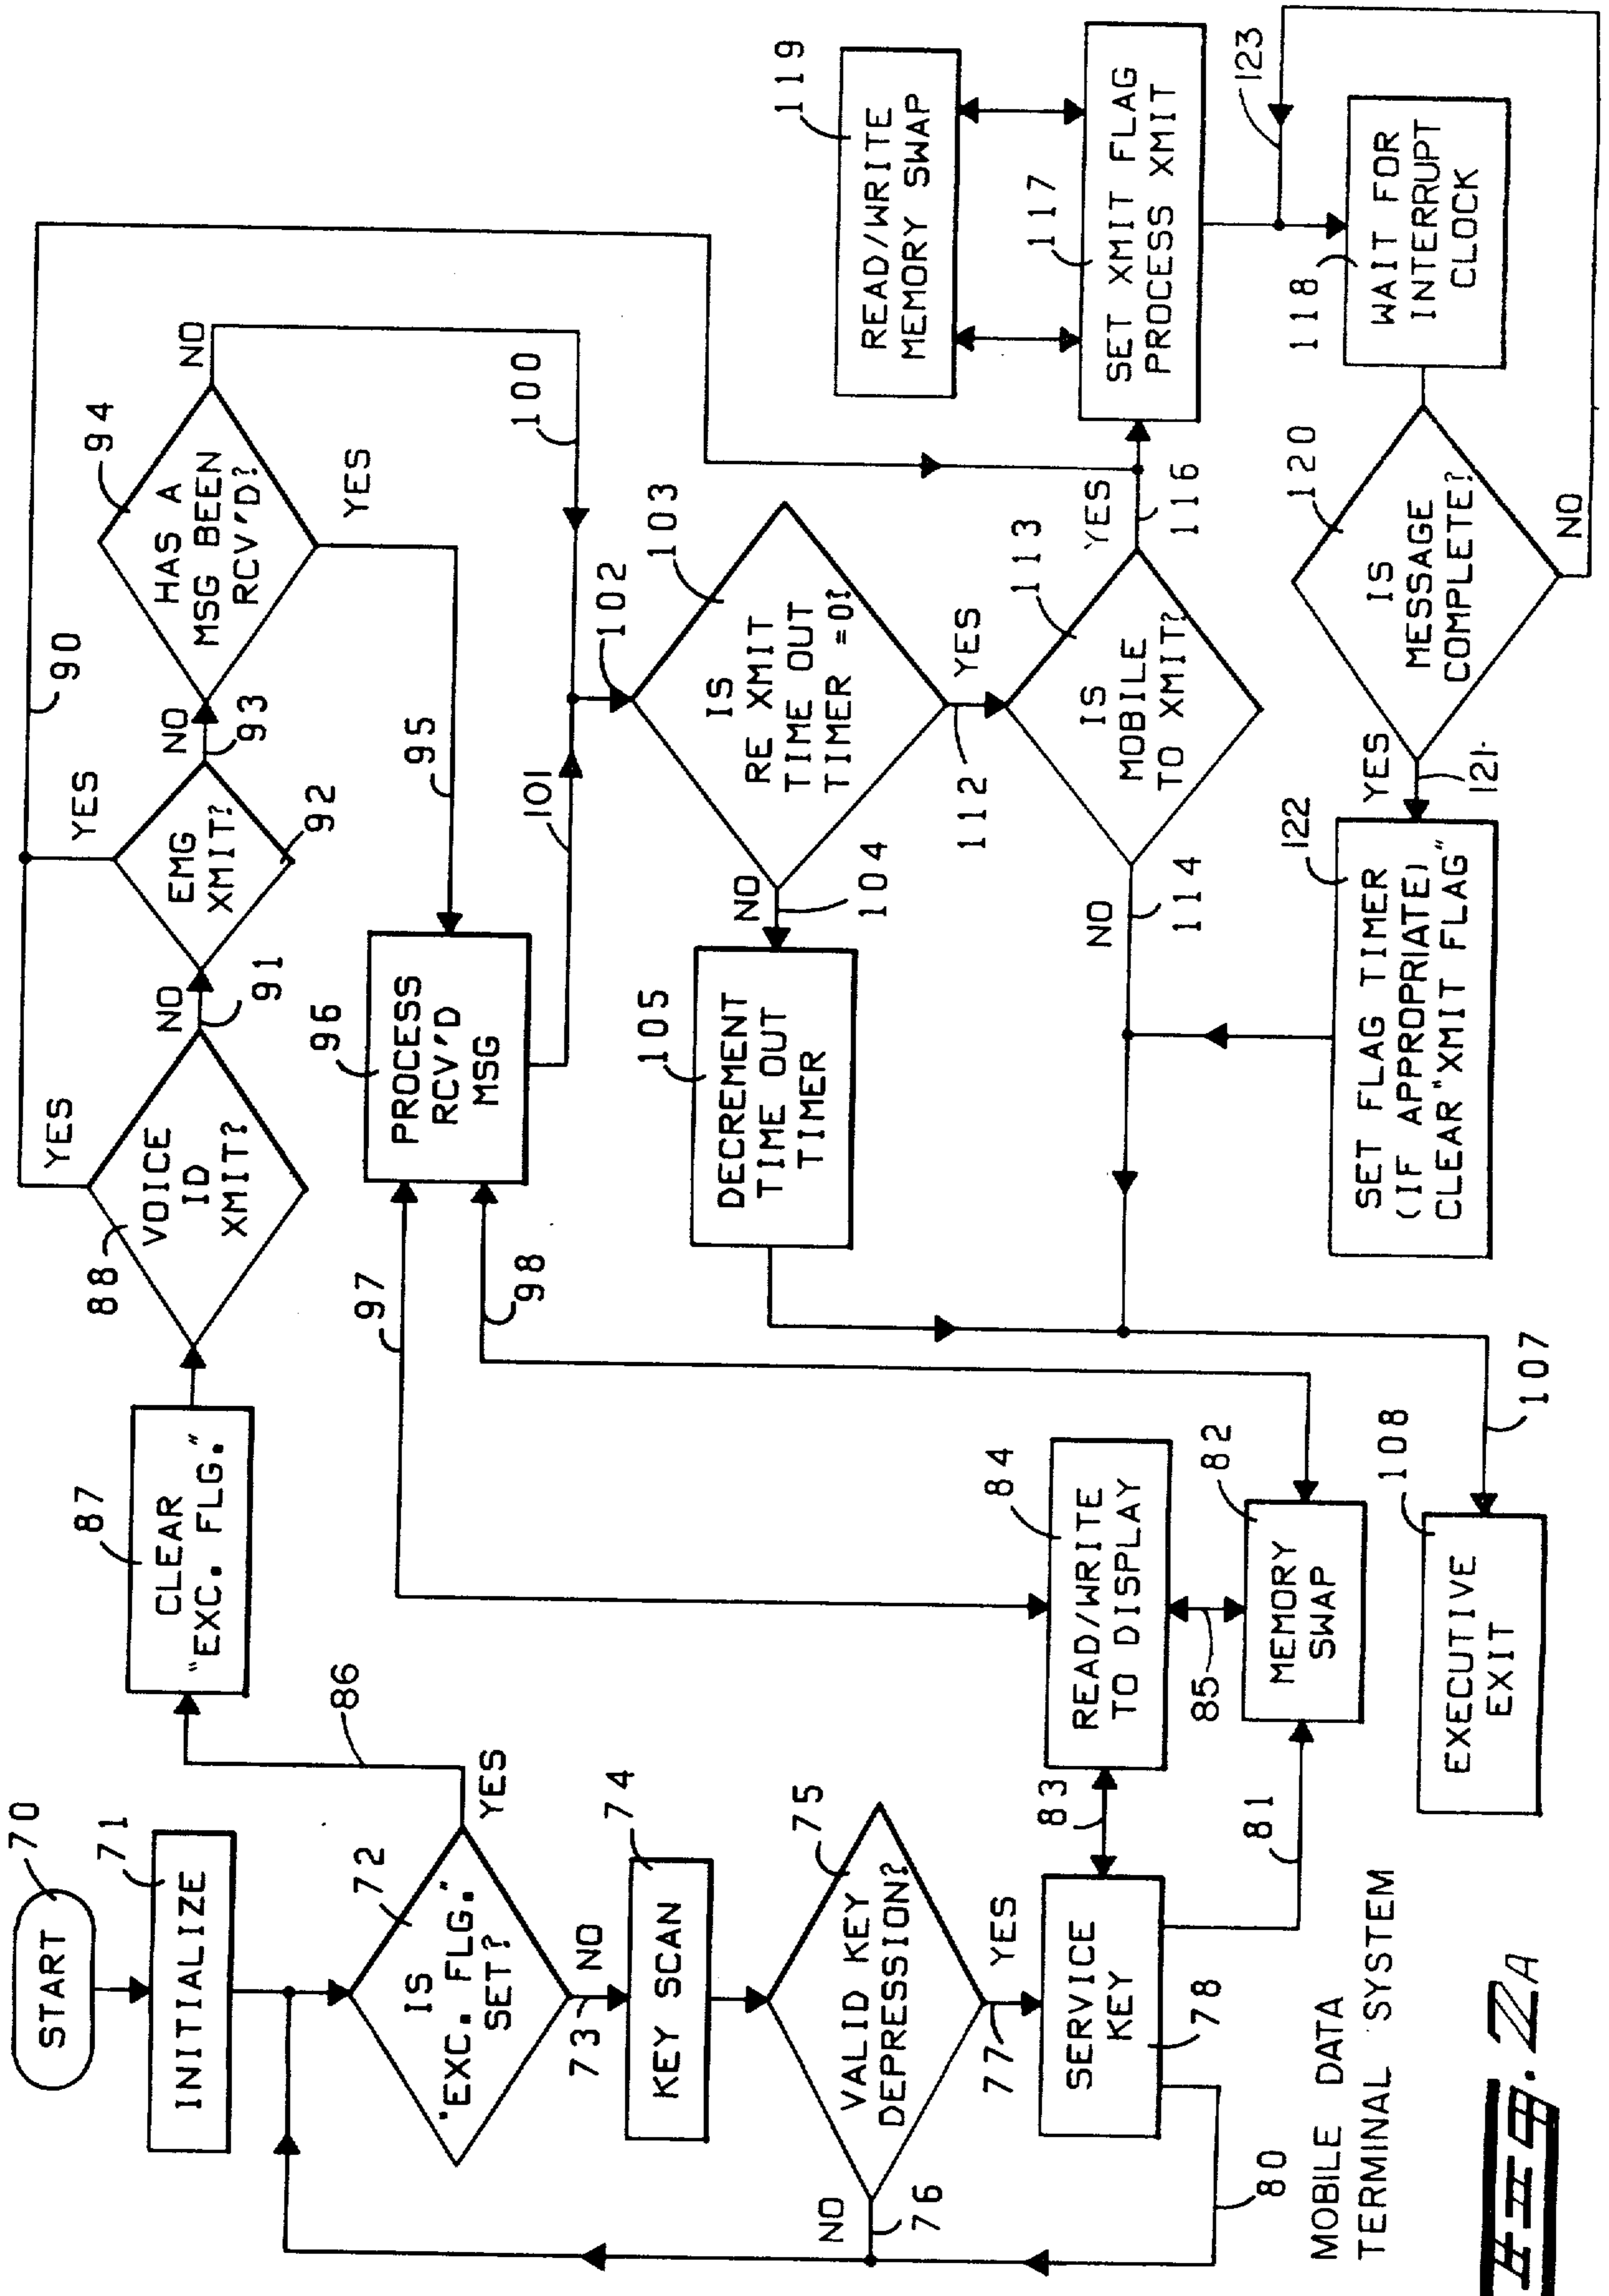 START
70
INITIALIZE
71
IS
"EXC. FLG."
SET?
72
YES
86
NO
73
KEY SCAN
74
VALID KEY
DEPRESSION?
75
NO
76
YES
77
SERVICE
KEY
78
80
81
83
READ/WRITE
TO DISPLAY
84
85
MEMORY
SWAP
82
EXECUTIVE
EXIT
108
107
CLEAR
"EXC. FLG."
87
VOICE
ID
XMIT?
88
YES
NO
91
EMG
XMIT?
92
YES
90
NO
93
HAS A
MSG BEEN
RCV'D?
94
NO
YES
95
PROCESS
RCV'D
MSG
96
97
98
100
101
102
IS
RE XMIT
TIME OUT
TIMER =0?
103
NO
104
DECREMENT
TIME OUT
TIMER
105
YES
112
IS
MOBILE
TO XMIT?
113
NO
114
YES
116
SET XMIT FLAG
PROCESS XMIT
117
READ/WRITE
MEMORY SWAP
119
123
WAIT FOR
INTERRUPT
CLOCK
118
IS
MESSAGE
COMPLETE?
120
NO
YES
121
SET FLAG TIMER
(IF APPROPRIATE)
CLEAR "XMIT FLAG"
122
MOBILE DATA
TERMINAL SYSTEM